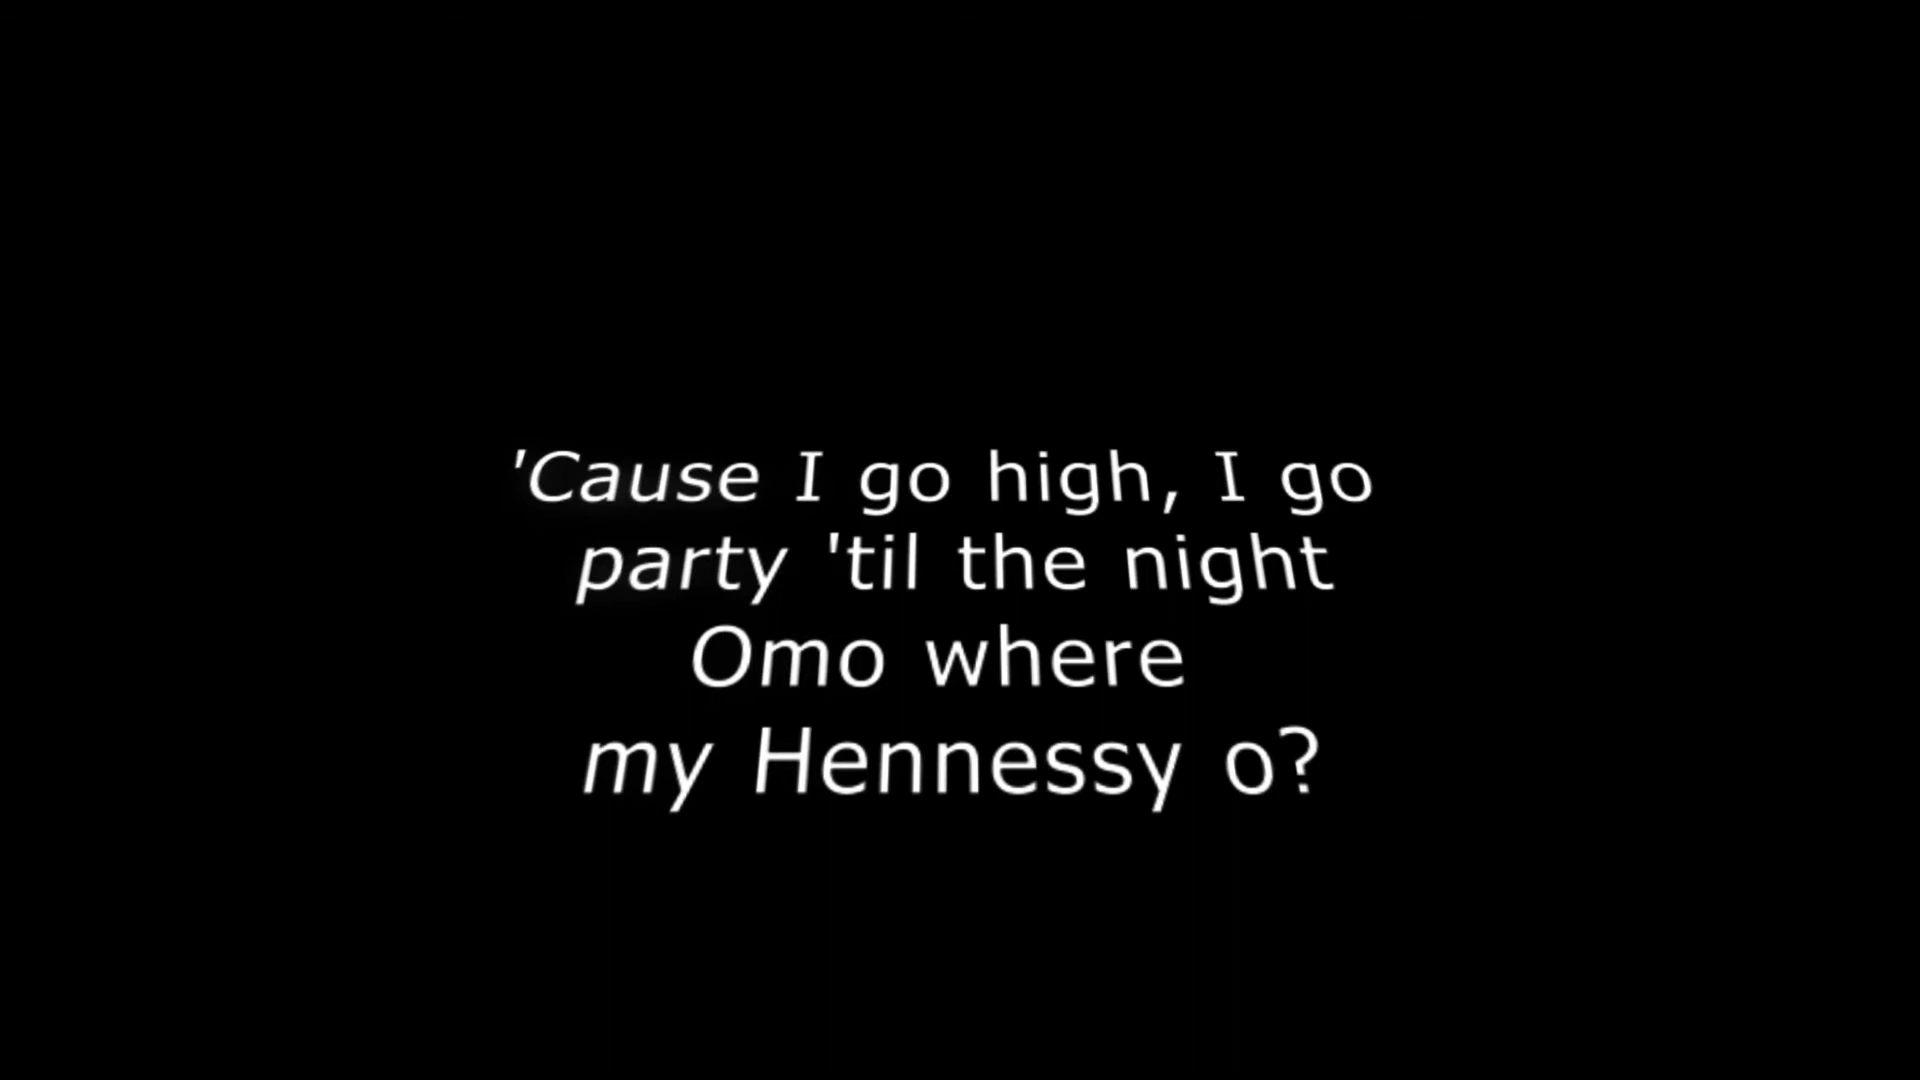 'Cause I go high, I go
party 'til the night
Omo where
my Hennessy o?